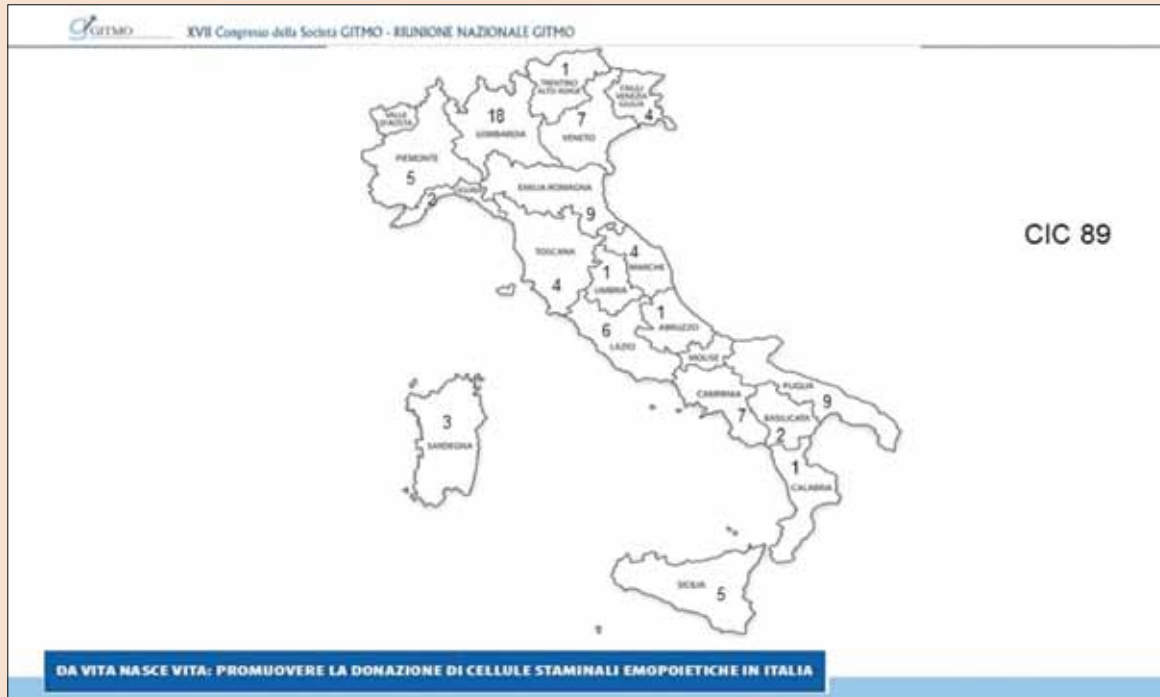 GITMO XVII Congresso della Società GITMO - RIUNIONE NAZIONALE GITMO
1
TRENTINO
ALTO ADIGE
FRIULI
VENEZIA
GIULIA
4
VALLE
D'AOSTA
18
LOMBARDIA
7
VENETO
PIEMONTE
5
2
LIGURIA
EMILIA ROMAGNA
9
CIC 89
TOSCANA
4
4
MARCHE
1
UMBRIA
1
ABRUZZO
6
LAZIO
MOLISE
CAMPANIA
7
PUGLIA
9
BASILICATA
2
3
SARDEGNA
1
CALABRIA
SICILIA 5
DA VITA NASCE VITA: PROMUOVERE LA DONAZIONE DI CELLULE STAMINALI EMOPOIETICHE IN ITALIA